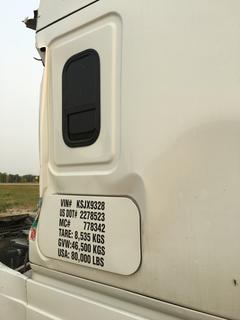 VIN# KSJX9328
US DOT# 2278523
MC# 778342
TARE: 8,535 KGS
GVW: 46,500 KGS
USA: 80,000 LBS